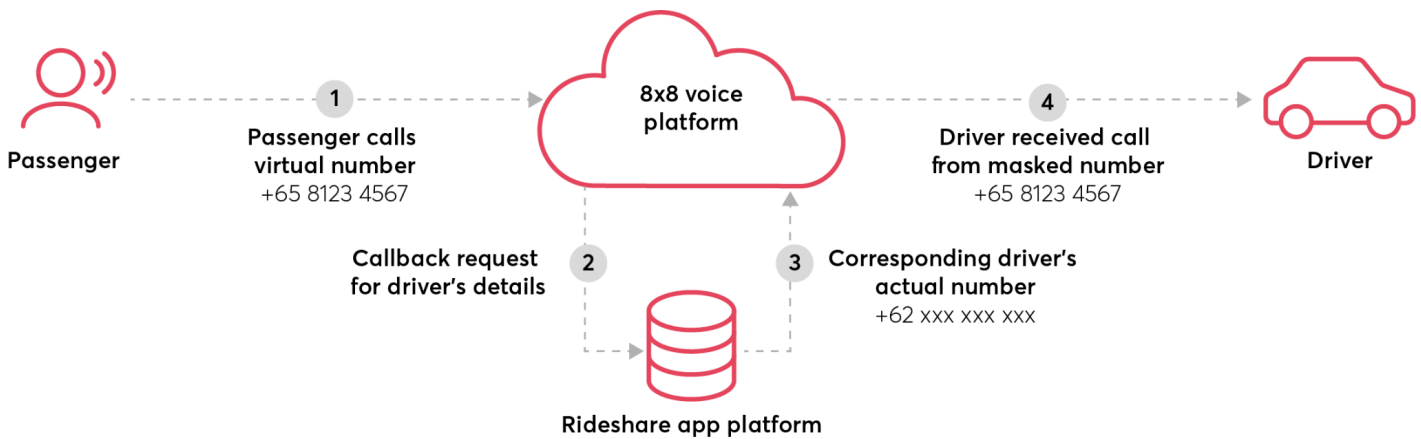 Passenger
1
Passenger calls
virtual number
+65 8123 4567
8x8 voice
platform
4
Driver received call
from masked number
+65 8123 4567
Driver
Callback request
for driver's details
2
3
Corresponding driver's
actual number
+62 xxx xxx xxx
Rideshare app platform